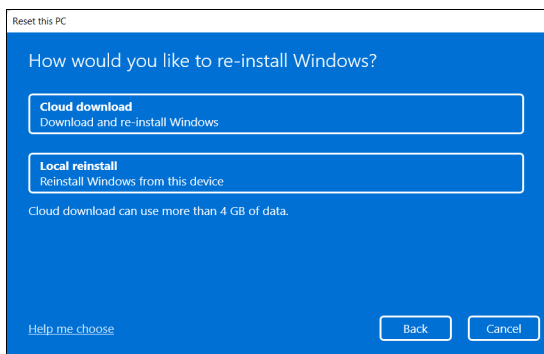 Reset this PC
How would you like to re-install Windows?
Cloud download
Download and re-install Windows
Local reinstall
Reinstall Windows from this device
Cloud download can use more than 4 GB of data.
Help me choose
Back
Cancel